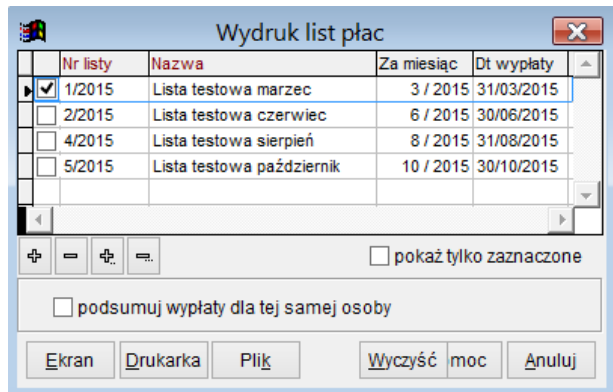 Wydruk list płac
Nr listy Nazwa Za miesiąc Dt wypłaty
1/2015 Lista testowa marzec 3 / 2015 31/03/2015
2/2015 Lista testowa czerwiec 6 / 2015 30/06/2015
4/2015 Lista testowa sierpień 8 / 2015 31/08/2015
5/2015 Lista testowa październik 10 / 2015 30/10/2015
pokaż tylko zaznaczone
podsumuj wypłaty dla tej samej osoby
Ekran Drukarka Plik Wyczyść moc Anuluj